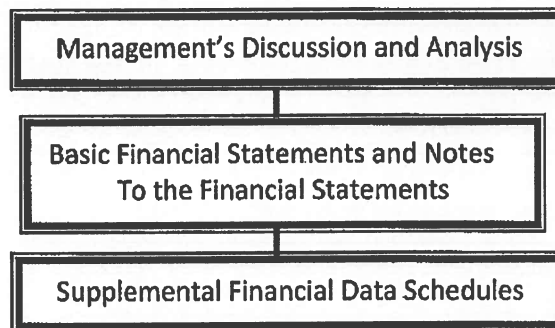 Management's Discussion and Analysis
Basic Financial Statements and Notes
To the Financial Statements
Supplemental Financial Data Schedules